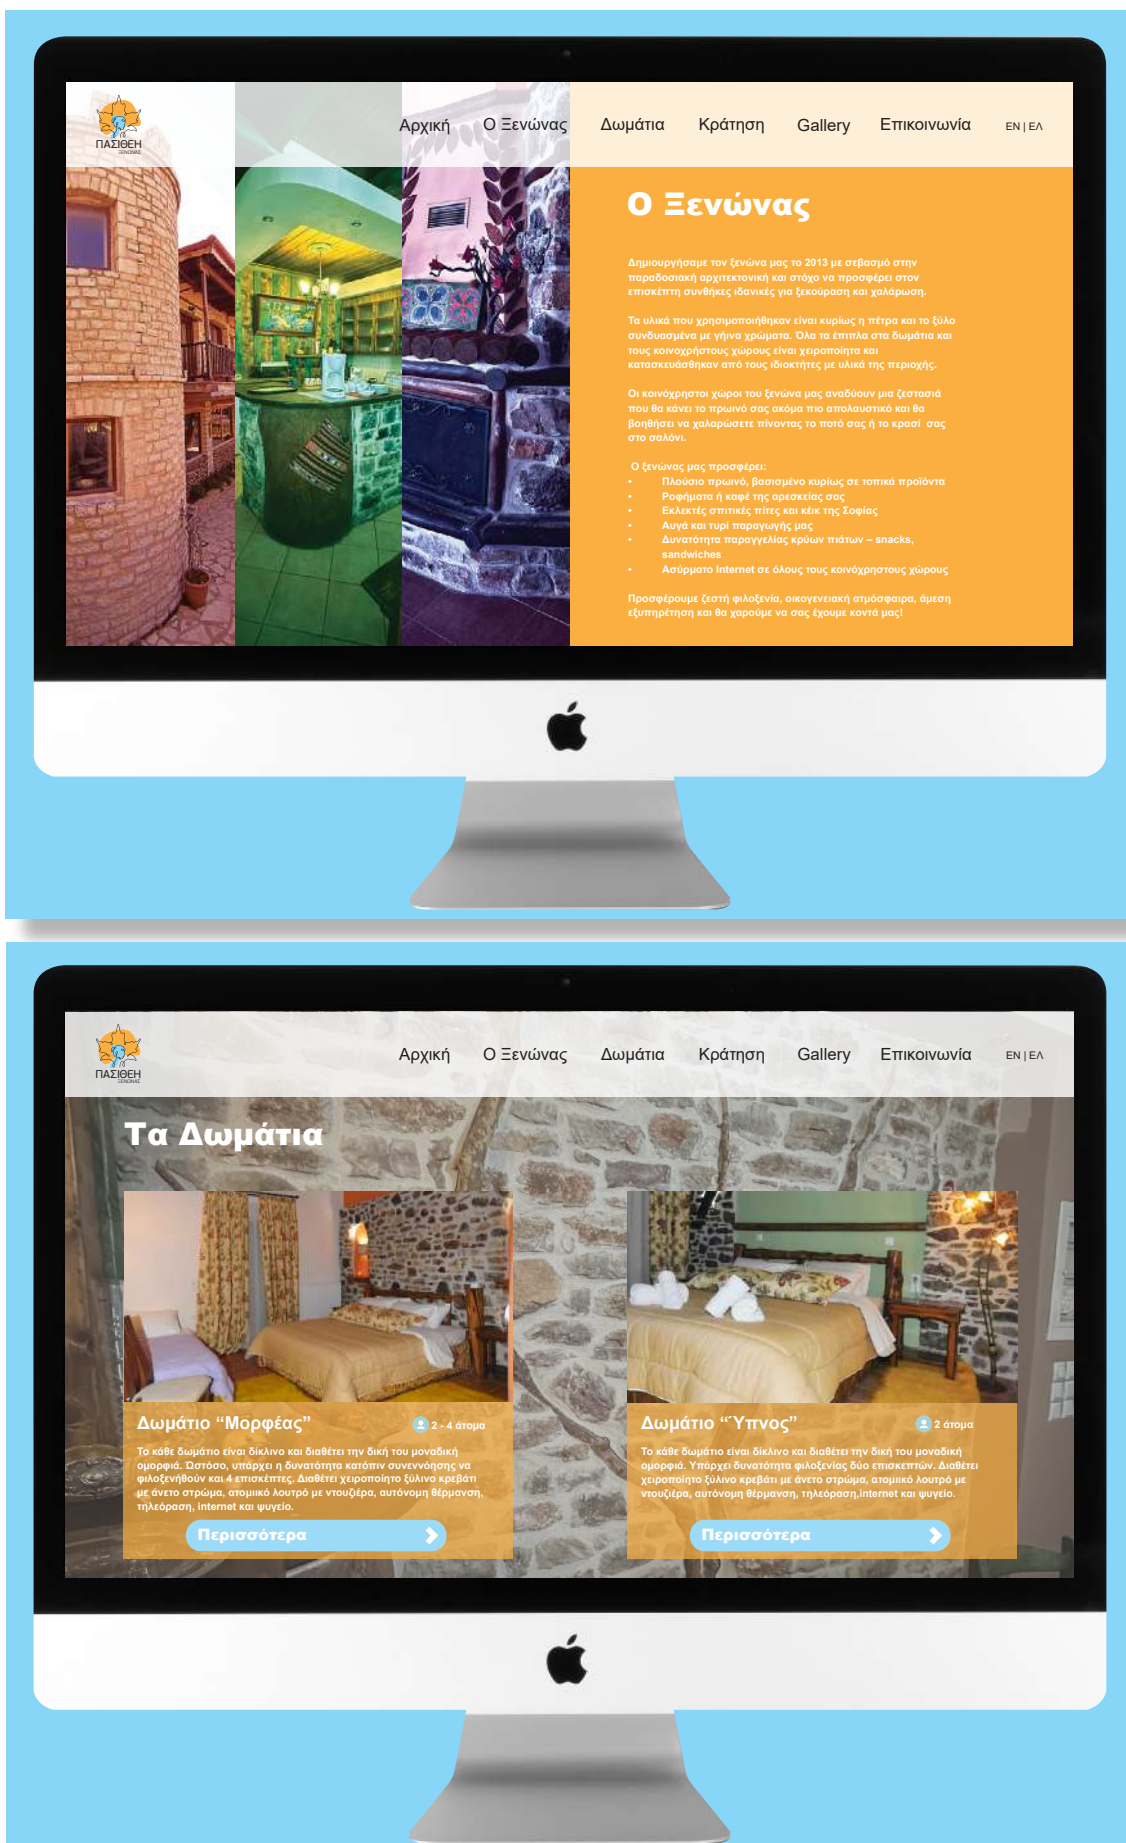 ΠΑΣΙΘΕΗ
ΞΕΝΩΝΑΣ
Αρχική Ο Ξενώνας Δωμάτια Κράτηση Gallery Επικοινωνία EN | ΕΛ
Ο Ξενώνας
Δημιουργήσαμε τον ξενώνα μας το 2013 με σεβασμό στην
παραδοσιακή αρχιτεκτονική και στόχο να προσφέρει στον
επισκέπτη συνθήκες ιδανικές για ξεκούραση και χαλάρωση.
Τα υλικά που χρησιμοποιήθηκαν είναι κυρίως η πέτρα και το ξύλο
συνδυασμένα με γήινα χρώματα. Όλα τα έπιπλα στα δωμάτια και
τους κοινοχρήστους χώρους είναι χειροποίητα και
κατασκευάσθηκαν από τους ιδιοκτήτες με υλικά της περιοχής.
Οι κοινόχρηστοι χώροι του ξενώνα μας αναδύουν μια ζεστασιά
που θα κάνει το πρωινό σας ακόμα πιο απολαυστικό και θα
βοηθήσει να χαλαρώσετε πίνοντας το ποτό σας ή το κρασί σας
στο σαλόνι.
Ο ξενώνας μας προσφέρει:
• Πλούσιο πρωινό, βασισμένο κυρίως σε τοπικά προϊόντα
• Ροφήματα ή καφέ της αρεσκείας σας
• Εκλεκτές σπιτικές πίτες και κέικ της Σοφίας
• Αυγά και τυρί παραγωγής μας
• Δυνατότητα παραγγελίας κρύων πιάτων – snacks,
sandwiches
• Ασύρματο Internet σε όλους τους κοινόχρηστους χώρους
Προσφέρουμε ζεστή φιλοξενία, οικογενειακή ατμόσφαιρα, άμεση
εξυπηρέτηση και θα χαρούμε να σας έχουμε κοντά μας!
ΠΑΣΙΘΕΗ
ΞΕΝΩΝΑΣ
Αρχική Ο Ξενώνας Δωμάτια Κράτηση Gallery Επικοινωνία EN | ΕΛ
Τα Δωμάτια
Δωμάτιο “Μορφέας” 2 - 4 άτομα
Το κάθε δωμάτιο είναι δίκλινο και διαθέτει την δική του μοναδική
ομορφιά. Ωστόσο, υπάρχει η δυνατότητα κατόπιν συνεννόησης να
φιλοξενήθούν και 4 επισκέπτες. Διαθέτει χειροποίητο ξύλινο κρεβάτι
με άνετο στρώμα, ατομικό λουτρό με ντουζιέρα, αυτόνομη θέρμανση,
τηλεόραση, internet και ψυγείο.
Περισσότερα
Δωμάτιο “Ύπνος” 2 άτομα
Το κάθε δωμάτιο είναι δίκλινο και διαθέτει την δική του μοναδική
ομορφιά. Υπάρχει δυνατότητα φιλοξενίας δύο επισκεπτών. Διαθέτει
χειροποίητο ξύλινο κρεβάτι με άνετο στρώμα, ατομικό λουτρό με
ντουζιέρα, αυτόνομη θέρμανση, τηλεόραση,internet και ψυγείο.
Περισσότερα